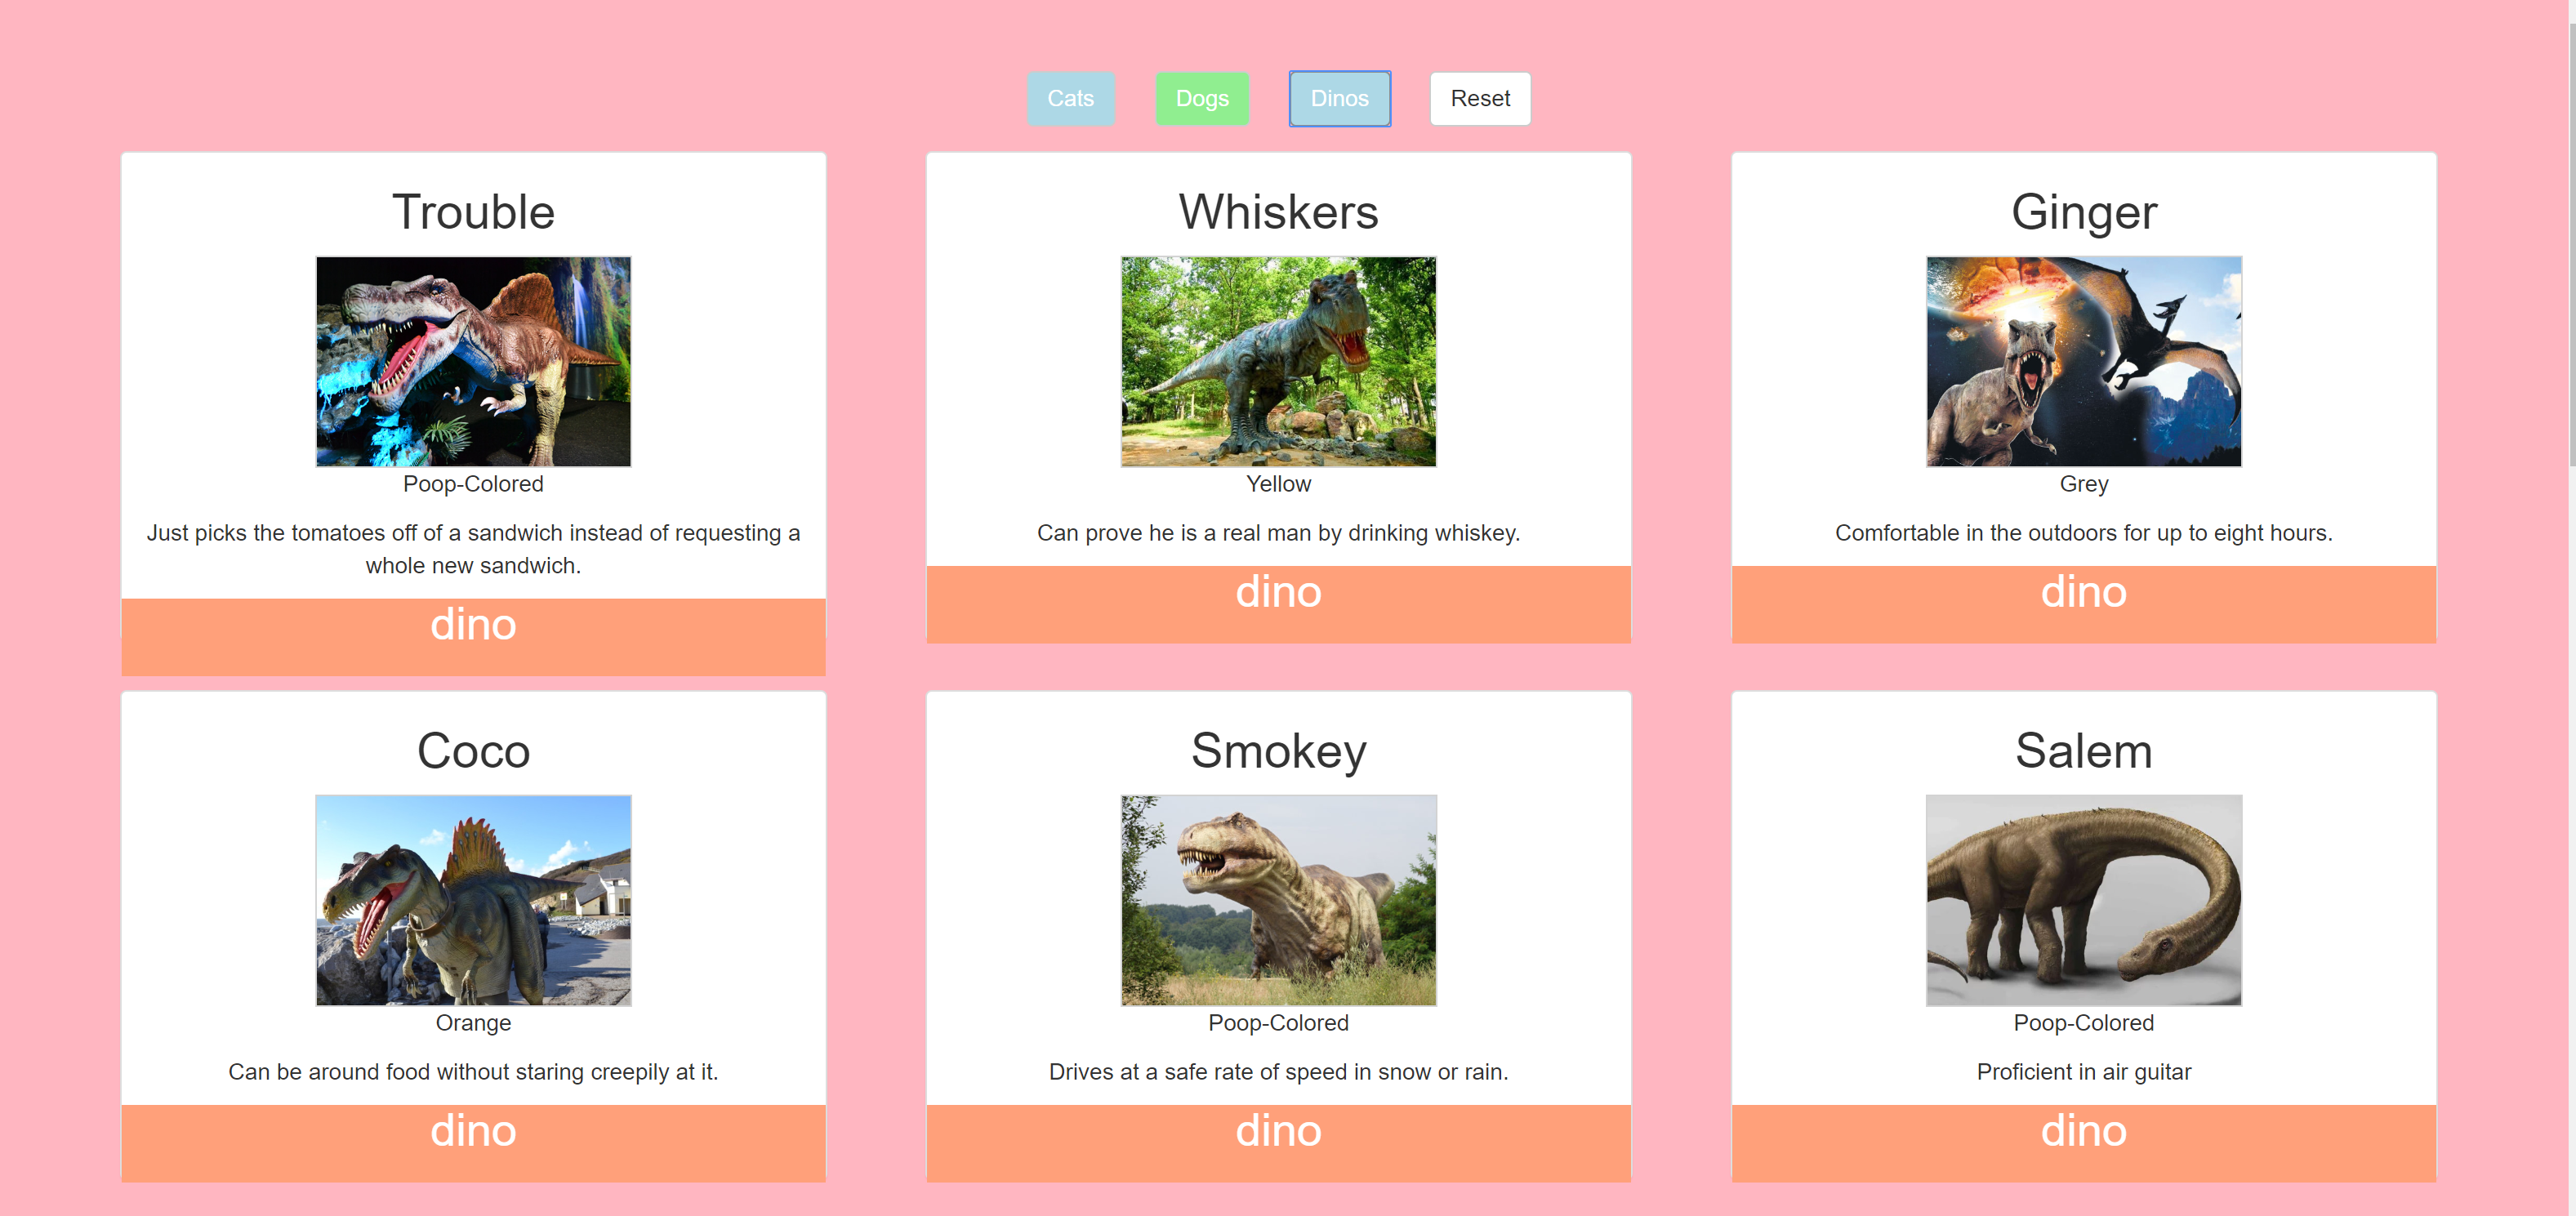 Cats Dogs Dinos Reset
Trouble
Poop-Colored
Just picks the tomatoes off of a sandwich instead of requesting a
whole new sandwich.
dino
Whiskers
Yellow
Can prove he is a real man by drinking whiskey.
dino
Ginger
Grey
Comfortable in the outdoors for up to eight hours.
dino
Coco
Orange
Can be around food without staring creepily at it.
dino
Smokey
Poop-Colored
Drives at a safe rate of speed in snow or rain.
dino
Salem
Poop-Colored
Proficient in air guitar
dino